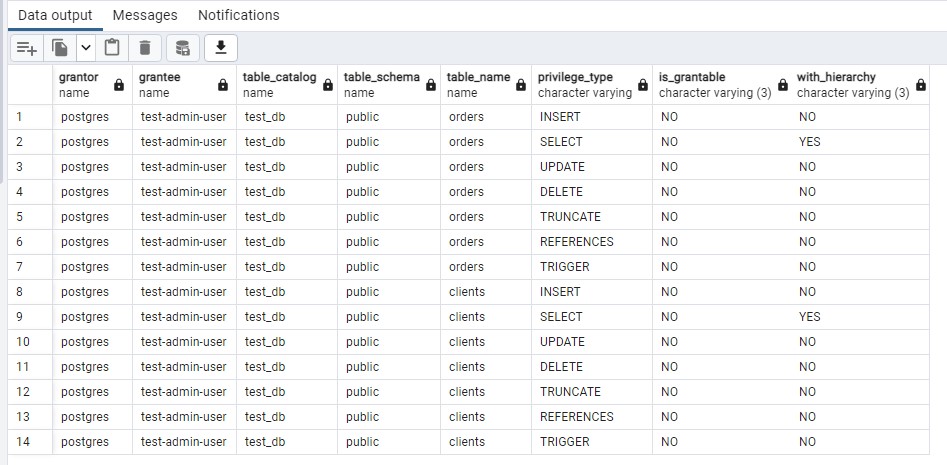 Data output Messages Notifications
grantor grantee table_catalog table_schema table_name privilege_type is_grantable with_hierarchy
name name name name name character varying character varying (3) character varying (3)
1 postgres test-admin-user test_db public orders INSERT NO NO
2 postgres test-admin-user test_db public orders SELECT NO YES
3 postgres test-admin-user test_db public orders UPDATE NO NO
4 postgres test-admin-user test_db public orders DELETE NO NO
5 postgres test-admin-user test_db public orders TRUNCATE NO NO
6 postgres test-admin-user test_db public orders REFERENCES NO NO
7 postgres test-admin-user test_db public orders TRIGGER NO NO
8 postgres test-admin-user test_db public clients INSERT NO NO
9 postgres test-admin-user test_db public clients SELECT NO YES
10 postgres test-admin-user test_db public clients UPDATE NO NO
11 postgres test-admin-user test_db public clients DELETE NO NO
12 postgres test-admin-user test_db public clients TRUNCATE NO NO
13 postgres test-admin-user test_db public clients REFERENCES NO NO
14 postgres test-admin-user test_db public clients TRIGGER NO NO